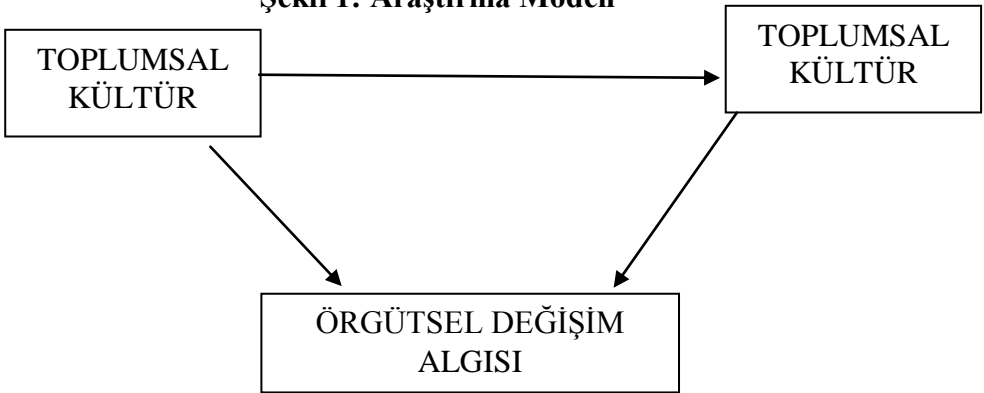 Şekil 1: Araştırma Modeli
TOPLUMSAL
KÜLTÜR
TOPLUMSAL
KÜLTÜR
ÖRGÜTSEL DEĞİŞİM
ALGISI